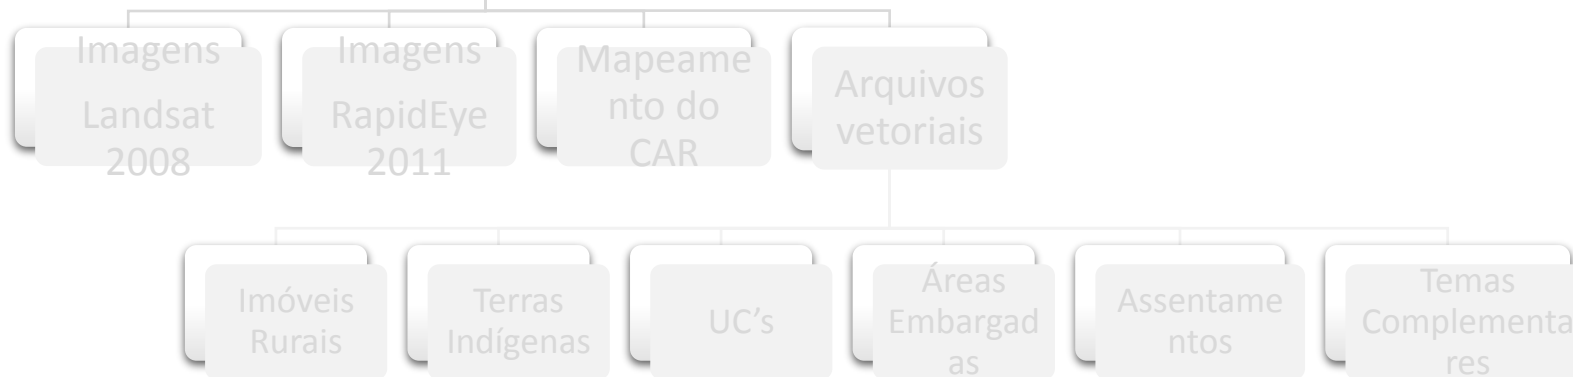 Imagens
Landsat
2008
Imagens
RapidEye
2011
Mapeame
nto do
CAR
Arquivos
vetoriais
Imóveis
Rurais
Terras
Indígenas
UC’s
Áreas
Embargad
as
Assentame
ntos
Temas
Complementa
res